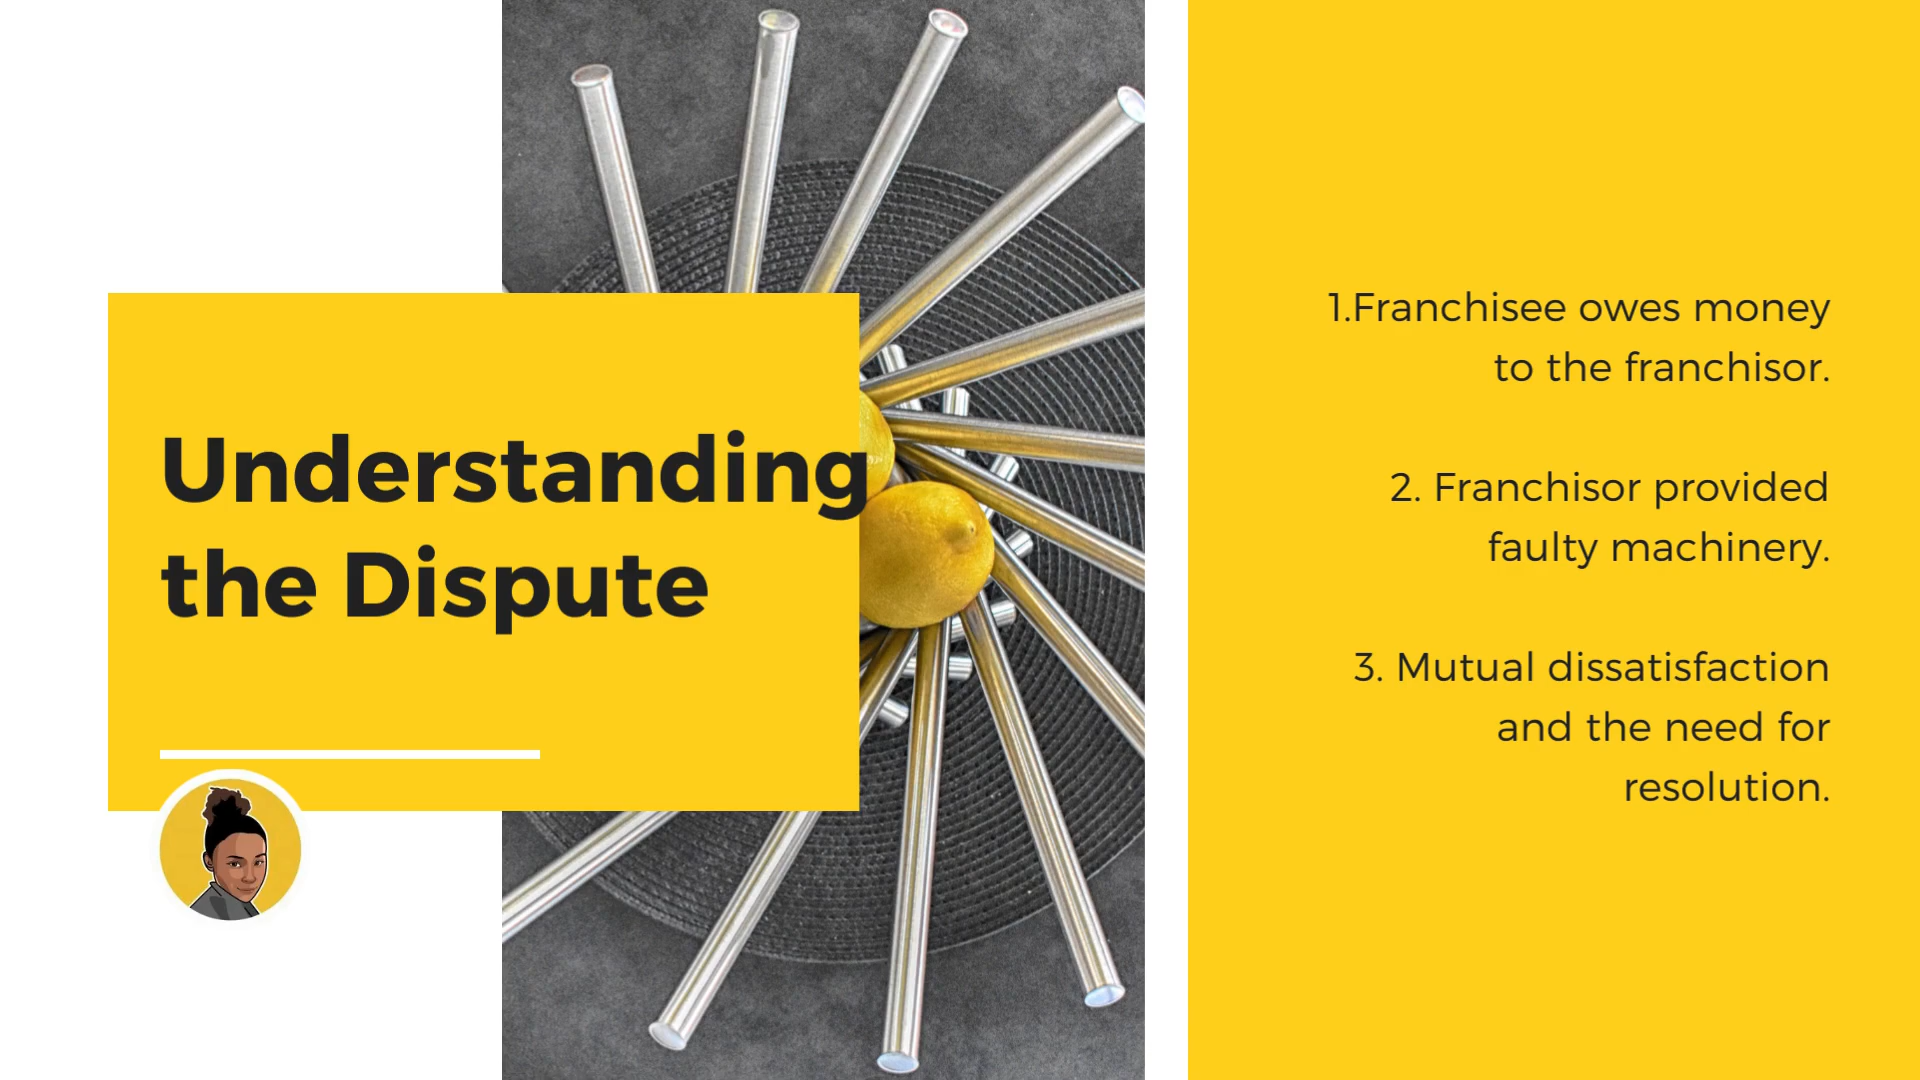 Understanding
the Dispute
1.Franchisee owes money
to the franchisor.
2. Franchisor provided
faulty machinery.
3. Mutual dissatisfaction
and the need for
resolution.